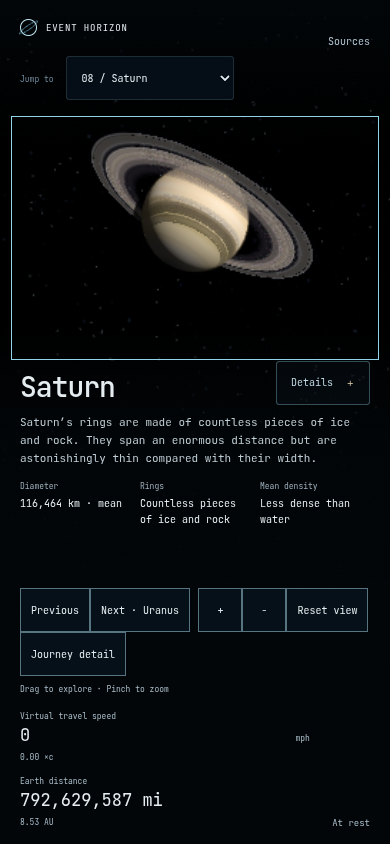 EVENT HORIZON
Sources
Jump to
08 / Saturn
Saturn
Details +
Saturn’s rings are made of countless pieces of ice
and rock. They span an enormous distance but are
astonishingly thin compared with their width.
Diameter
116,464 km · mean
Rings
Countless pieces
of ice and rock
Mean density
Less dense than
water
Previous
Next · Uranus
+
-
Reset view
Journey detail
Drag to explore · Pinch to zoom
Virtual travel speed
0
mph
0.00 ×c
Earth distance
792,629,587 mi
8.53 AU
At rest